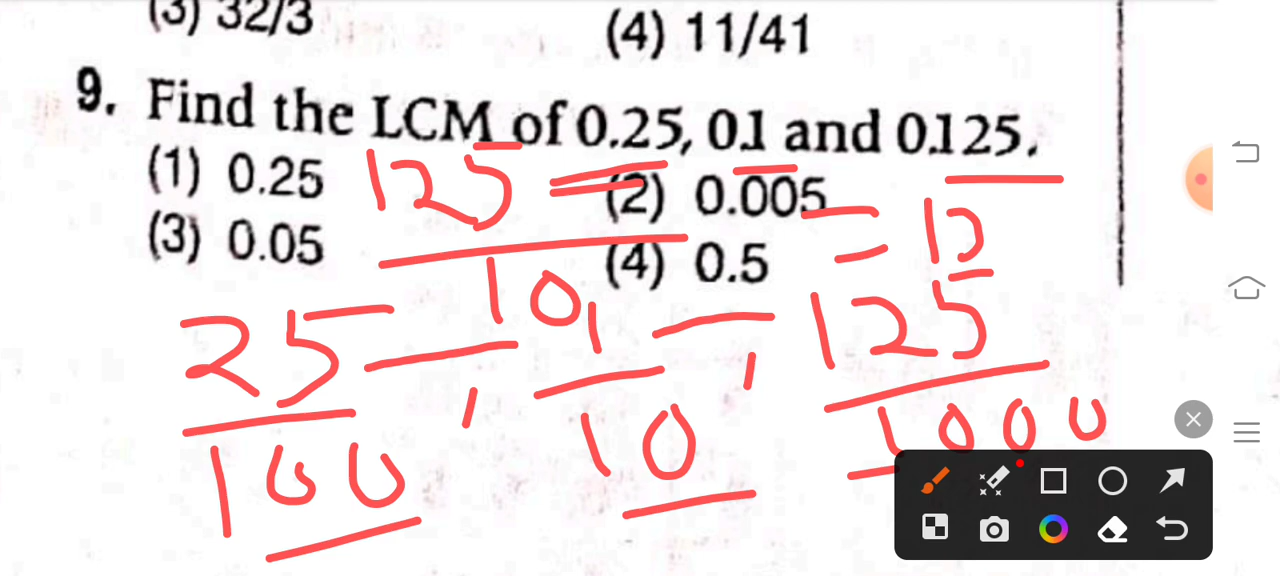 (3) 32/3 (4) 11/41
9. Find the LCM of 0.25, 0.1 and 0.125.
(1) 0.25 (2) 0.005
(3) 0.05 (4) 0.5
125
10
25
100
,
1
10
,
125
1000